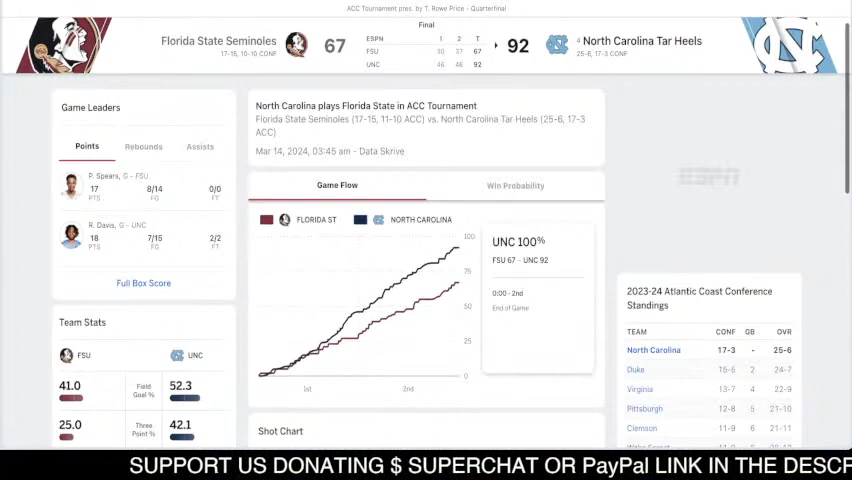 ACC Tournament pres. by T. Rowe Price - Quarterfinal
Florida State Seminoles
17-15, 10-10 CONF
67
Final
ESPN 1 2 T
FSU 30 37 67
UNC 46 46 92
92
4 North Carolina Tar Heels
25-6, 17-3 CONF
Game Leaders
Points Rebounds Assists
P. Spears, G - FSU
17 8/14 0/0
PTS FG FT
R. Davis, G - UNC
18 7/15 2/2
PTS FG FT
Full Box Score
Team Stats
FSU UNC
41.0 Field Goal % 52.3
25.0 Three Point % 42.1
North Carolina plays Florida State in ACC Tournament
Florida State Seminoles (17-15, 11-10 ACC) vs. North Carolina Tar Heels (25-6, 17-3
ACC)
Mar 14, 2024, 03:45 am - Data Skrive
Game Flow Win Probability
FLORIDA ST NORTH CAROLINA
100
75
50
25
0
1st 2nd
UNC 100%
FSU 67 - UNC 92
0:00 - 2nd
End of Game
Shot Chart
ESPN
2023-24 Atlantic Coast Conference
Standings
TEAM CONF GB OVR
North Carolina 17-3 - 25-6
Duke 15-5 2 24-7
Virginia 13-7 4 22-9
Pittsburgh 12-8 5 21-10
Clemson 11-9 6 21-11
SUPPORT US DONATING $ SUPERCHAT OR PayPal LINK IN THE DESCR